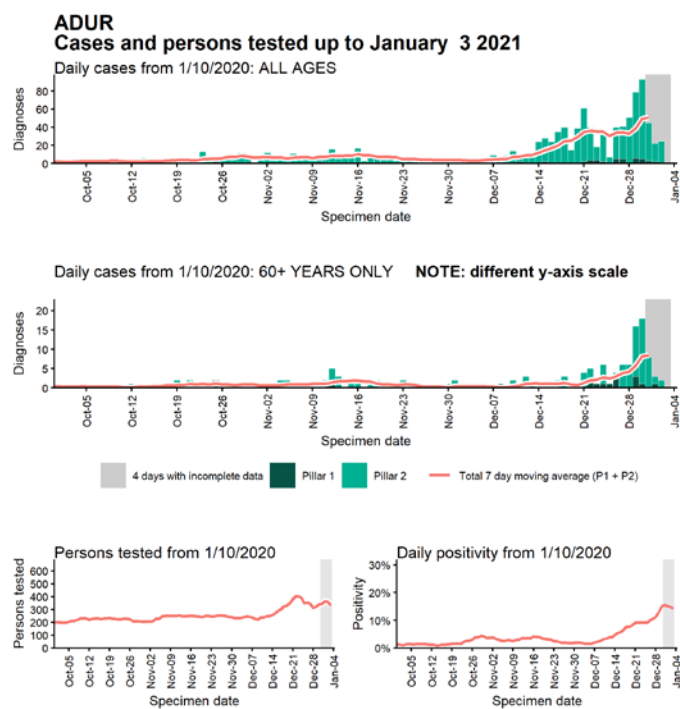 ADUR
Cases and persons tested up to January 3 2021
Daily cases from 1/10/2020: ALL AGES
Diagnoses
80
60
40
20
0
Oct-05 Oct-12 Oct-19 Oct-26 Nov-02 Nov-09 Nov-16 Nov-23 Nov-30 Dec-07 Dec-14 Dec-21 Dec-28 Jan-04
Specimen date
Daily cases from 1/10/2020: 60+ YEARS ONLY NOTE: different y-axis scale
Diagnoses
20
15
10
5
0
Oct-05 Oct-12 Oct-19 Oct-26 Nov-02 Nov-09 Nov-16 Nov-23 Nov-30 Dec-07 Dec-14 Dec-21 Dec-28 Jan-04
Specimen date
4 days with incomplete data Pillar 1 Pillar 2 Total 7 day moving average (P1 + P2)
Persons tested from 1/10/2020
Persons tested
600
500
400
300
200
100
0
Oct-05 Oct-12 Oct-19 Oct-26 Nov-02 Nov-09 Nov-16 Nov-23 Nov-30 Dec-07 Dec-14 Dec-21 Dec-28 Jan-04
Specimen date
Daily positivity from 1/10/2020
Positivity
30%
20%
10%
0%
Oct-05 Oct-12 Oct-19 Oct-26 Nov-02 Nov-09 Nov-16 Nov-23 Nov-30 Dec-07 Dec-14 Dec-21 Dec-28 Jan-04
Specimen date